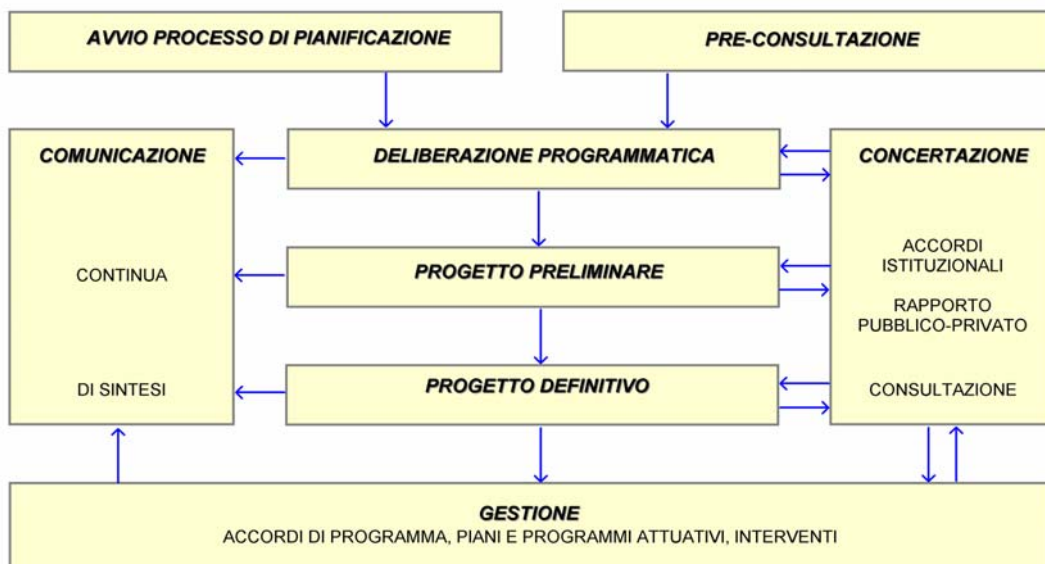 AVVIO PROCESSO DI PIANIFICAZIONE
PRE-CONSULTAZIONE
COMUNICAZIONE
DELIBERAZIONE PROGRAMMATICA
CONCERTAZIONE
CONTINUA
PROGETTO PRELIMINARE
ACCORDI
ISTITUZIONALI
RAPPORTO
PUBBLICO-PRIVATO
DI SINTESI
PROGETTO DEFINITIVO
CONSULTAZIONE
GESTIONE
ACCORDI DI PROGRAMMA, PIANI E PROGRAMMI ATTUATIVI, INTERVENTI